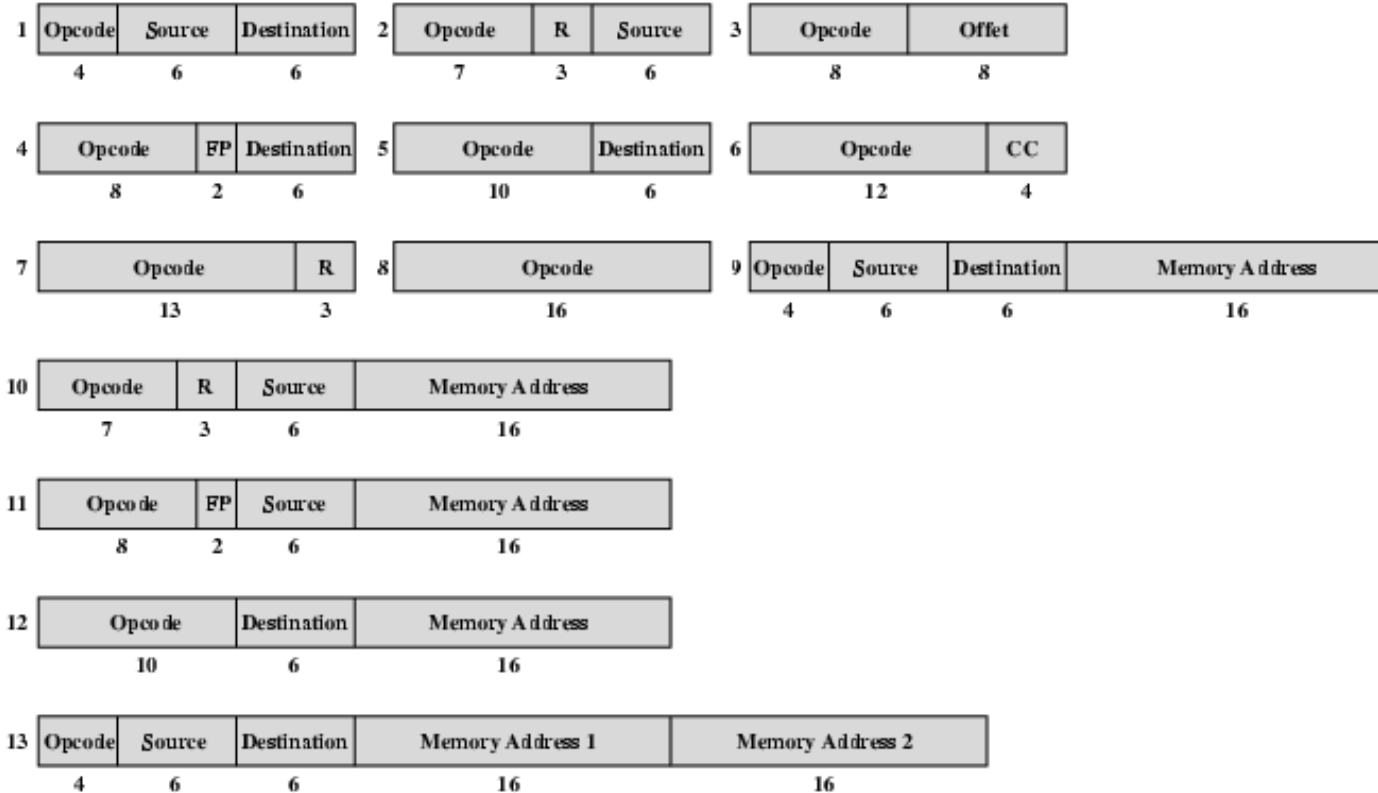 1 Opcode Source Destination 2 Opcode R Source 3 Opcode Offet
4 6 6 7 3 6 8 8
4 Opcode FP Destination 5 Opcode Destination 6 Opcode CC
8 2 6 10 6 12 4
7 Opcode R 8 Opcode 9 Opcode Source Destination Memory Address
13 3 16 4 6 6 16
10 Opcode R Source Memory Address
7 3 6 16
11 Opcode FP Source Memory Address
8 2 6 16
12 Opcode Destination Memory Address
10 6 16
13 Opcode Source Destination Memory Address 1 Memory Address 2
4 6 6 16 16